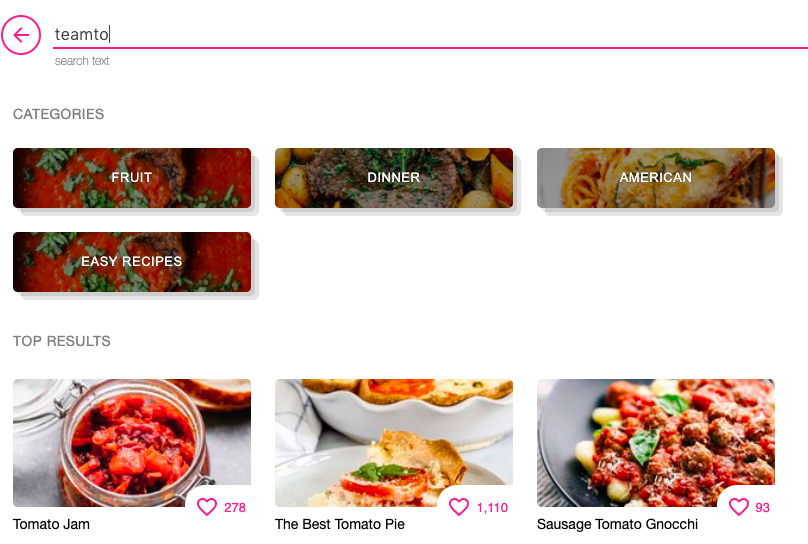 teamto
search text
CATEGORIES
FRUIT
DINNER
AMERICAN
EASY RECIPES
TOP RESULTS
278
1,110
93
Tomato Jam
The Best Tomato Pie
Sausage Tomato Gnocchi